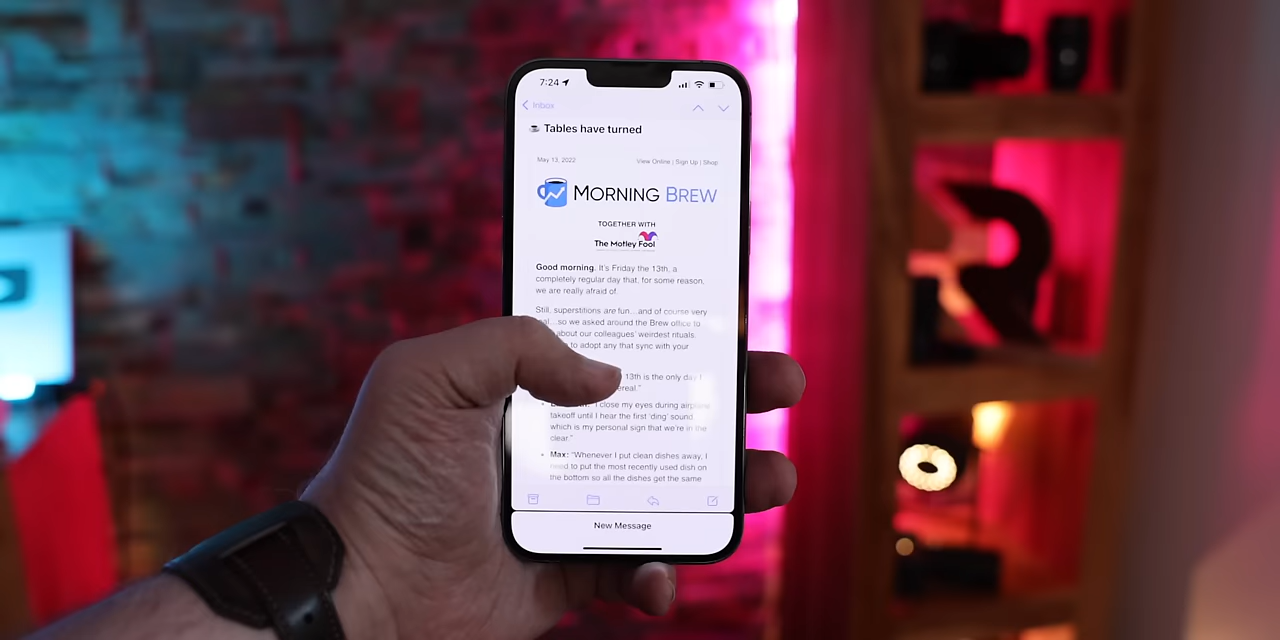 7:24
Inbox
Tables have turned
May 13, 2022
View Online | Sign Up | Shop
MORNING BREW
TOGETHER WITH
The Motley Fool
Good morning. It's Friday the 13th, a
completely regular day that, for some reason,
we are really afraid of.
Still, superstitions are fun...and of course very
so we asked around the Brew office to
about our colleagues' weirdest rituals.
to adopt any that sync with your
13th is the only day I
ereal."
"I close my eyes during airplane
takeoff until I hear the first 'ding' sound,
which is my personal sign that we're in the
clear."
• Max: "Whenever I put clean dishes away, I
need to put the most recently used dish on
the bottom so all the dishes get the same
New Message